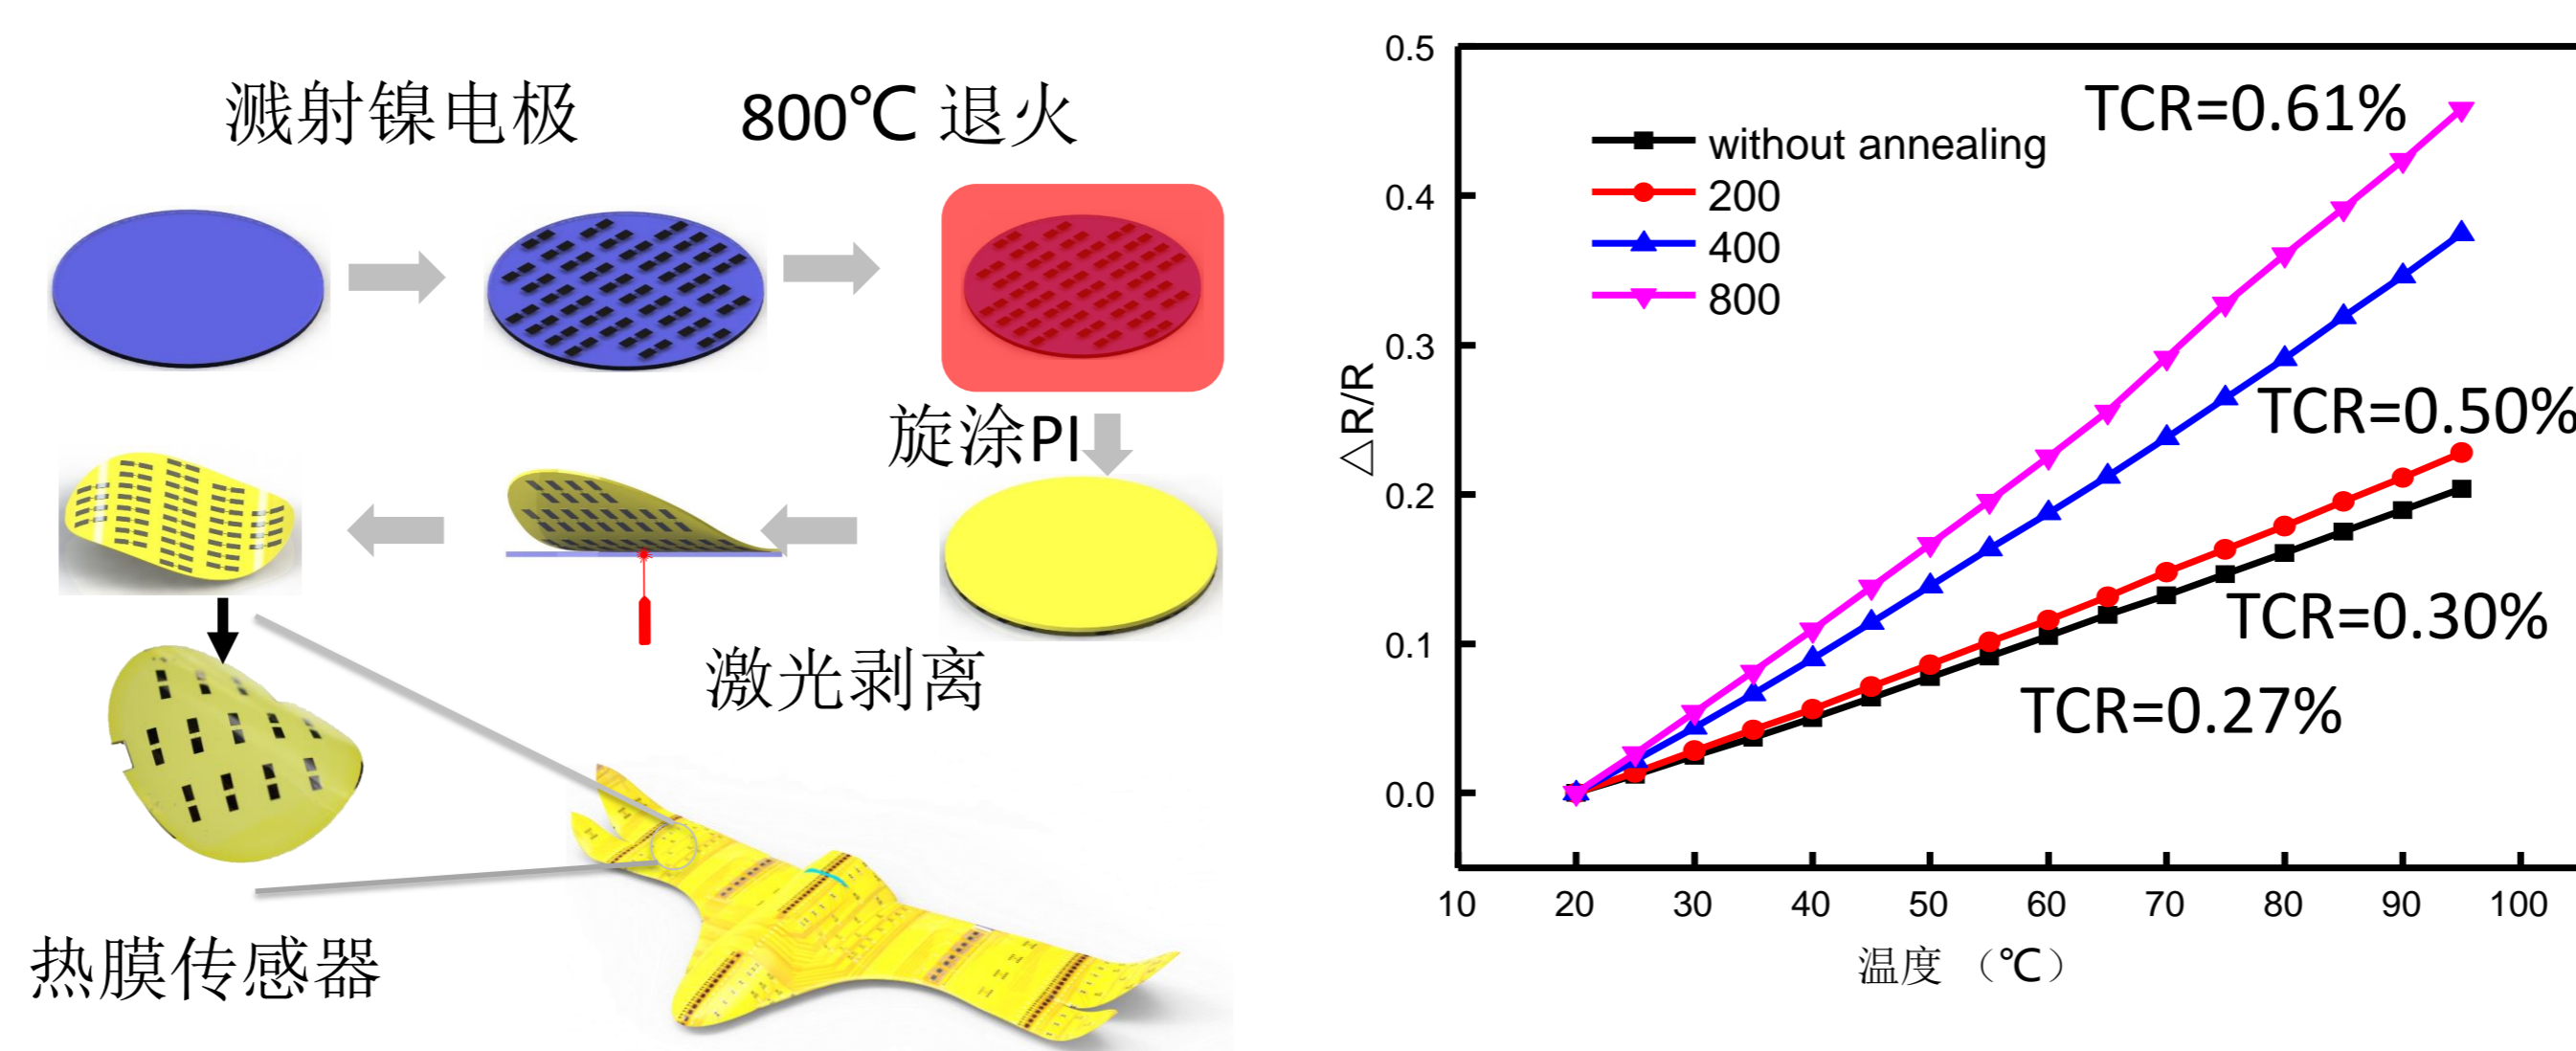 溅射镍电极
800℃ 退火
旋涂PI
激光剥离
热膜传感器
0.5
0.4
0.3
0.2
0.1
0.0
△R/R
without annealing
200
400
800
TCR=0.61%
TCR=0.50%
TCR=0.30%
TCR=0.27%
10 20 30 40 50 60 70 80 90 100
温度 （℃）